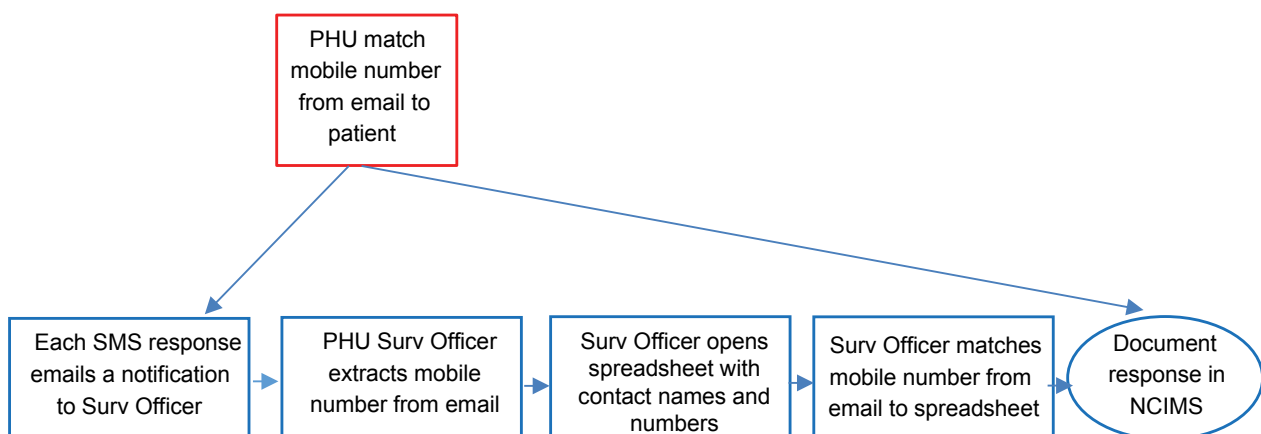 PHU match
mobile number
from email to
patient
Each SMS response
emails a notification
to Surv Officer
PHU Surv Officer
extracts mobile
number from email
Surv Officer opens
spreadsheet with
contact names and
numbers
Surv Officer matches
mobile number from
email to spreadsheet
Document
response in
NCIMS